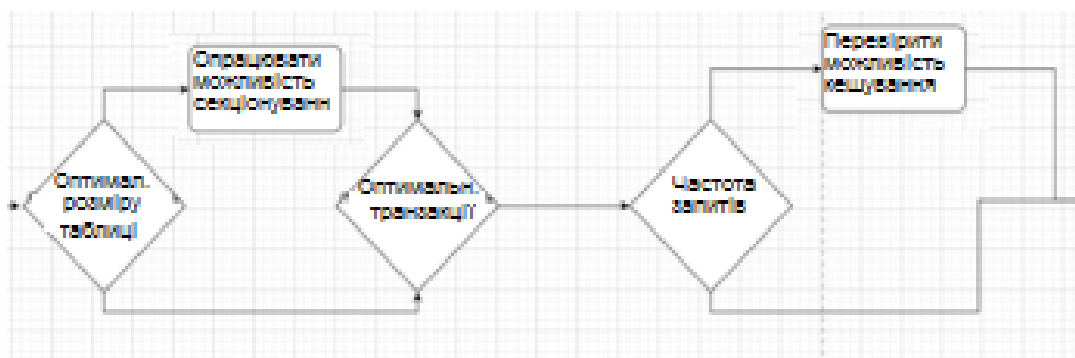 Опрацювати
можливість
секціонуванн
Перевірити
можливість
кешування
Оптимал.
розміру
таблиці
Оптимальн.
транзакції
Частота
запитів